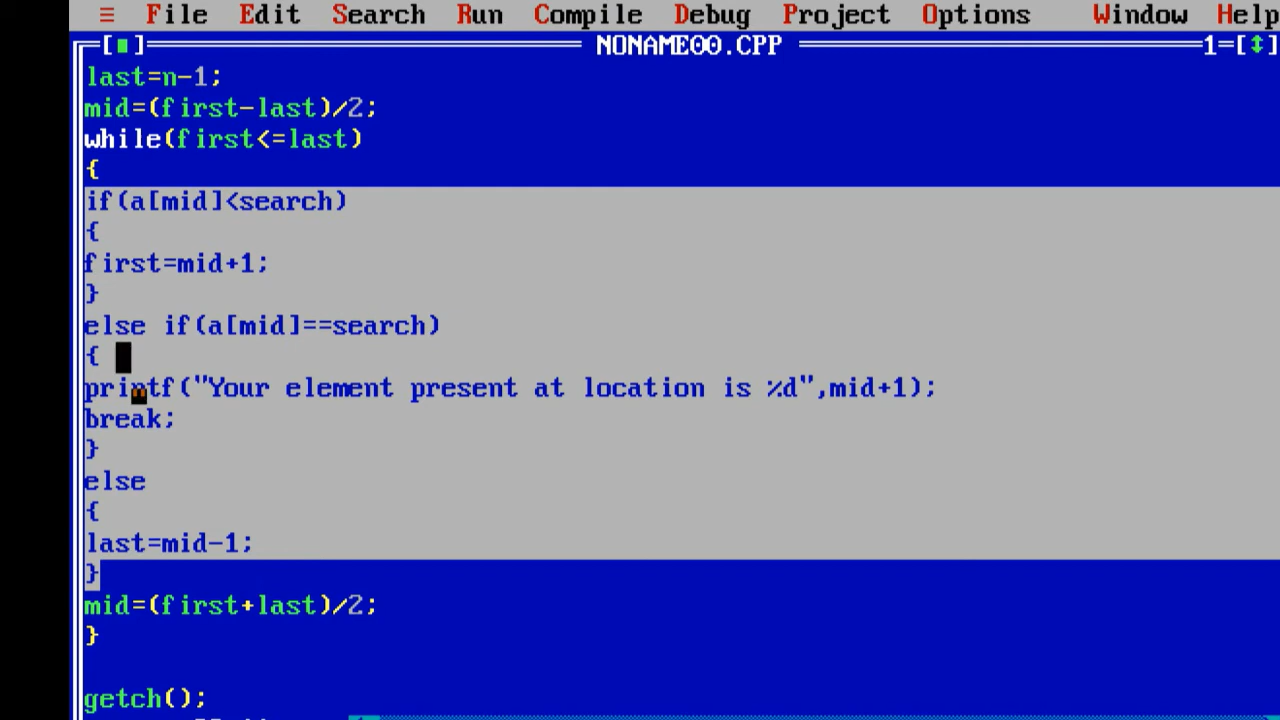 ≡ File Edit Search Run Compile Debug Project Options Window Help
[■] NONAME00.CPP 1=[↕]
last=n-1;
mid=(first-last)/2;
while(first<=last)
{
if(a[mid]<search)
{
first=mid+1;
}
else if(a[mid]==search)
{
printf("Your element present at location is %d",mid+1);
break;
}
else
{
last=mid-1;
}
mid=(first+last)/2;
}
getch();